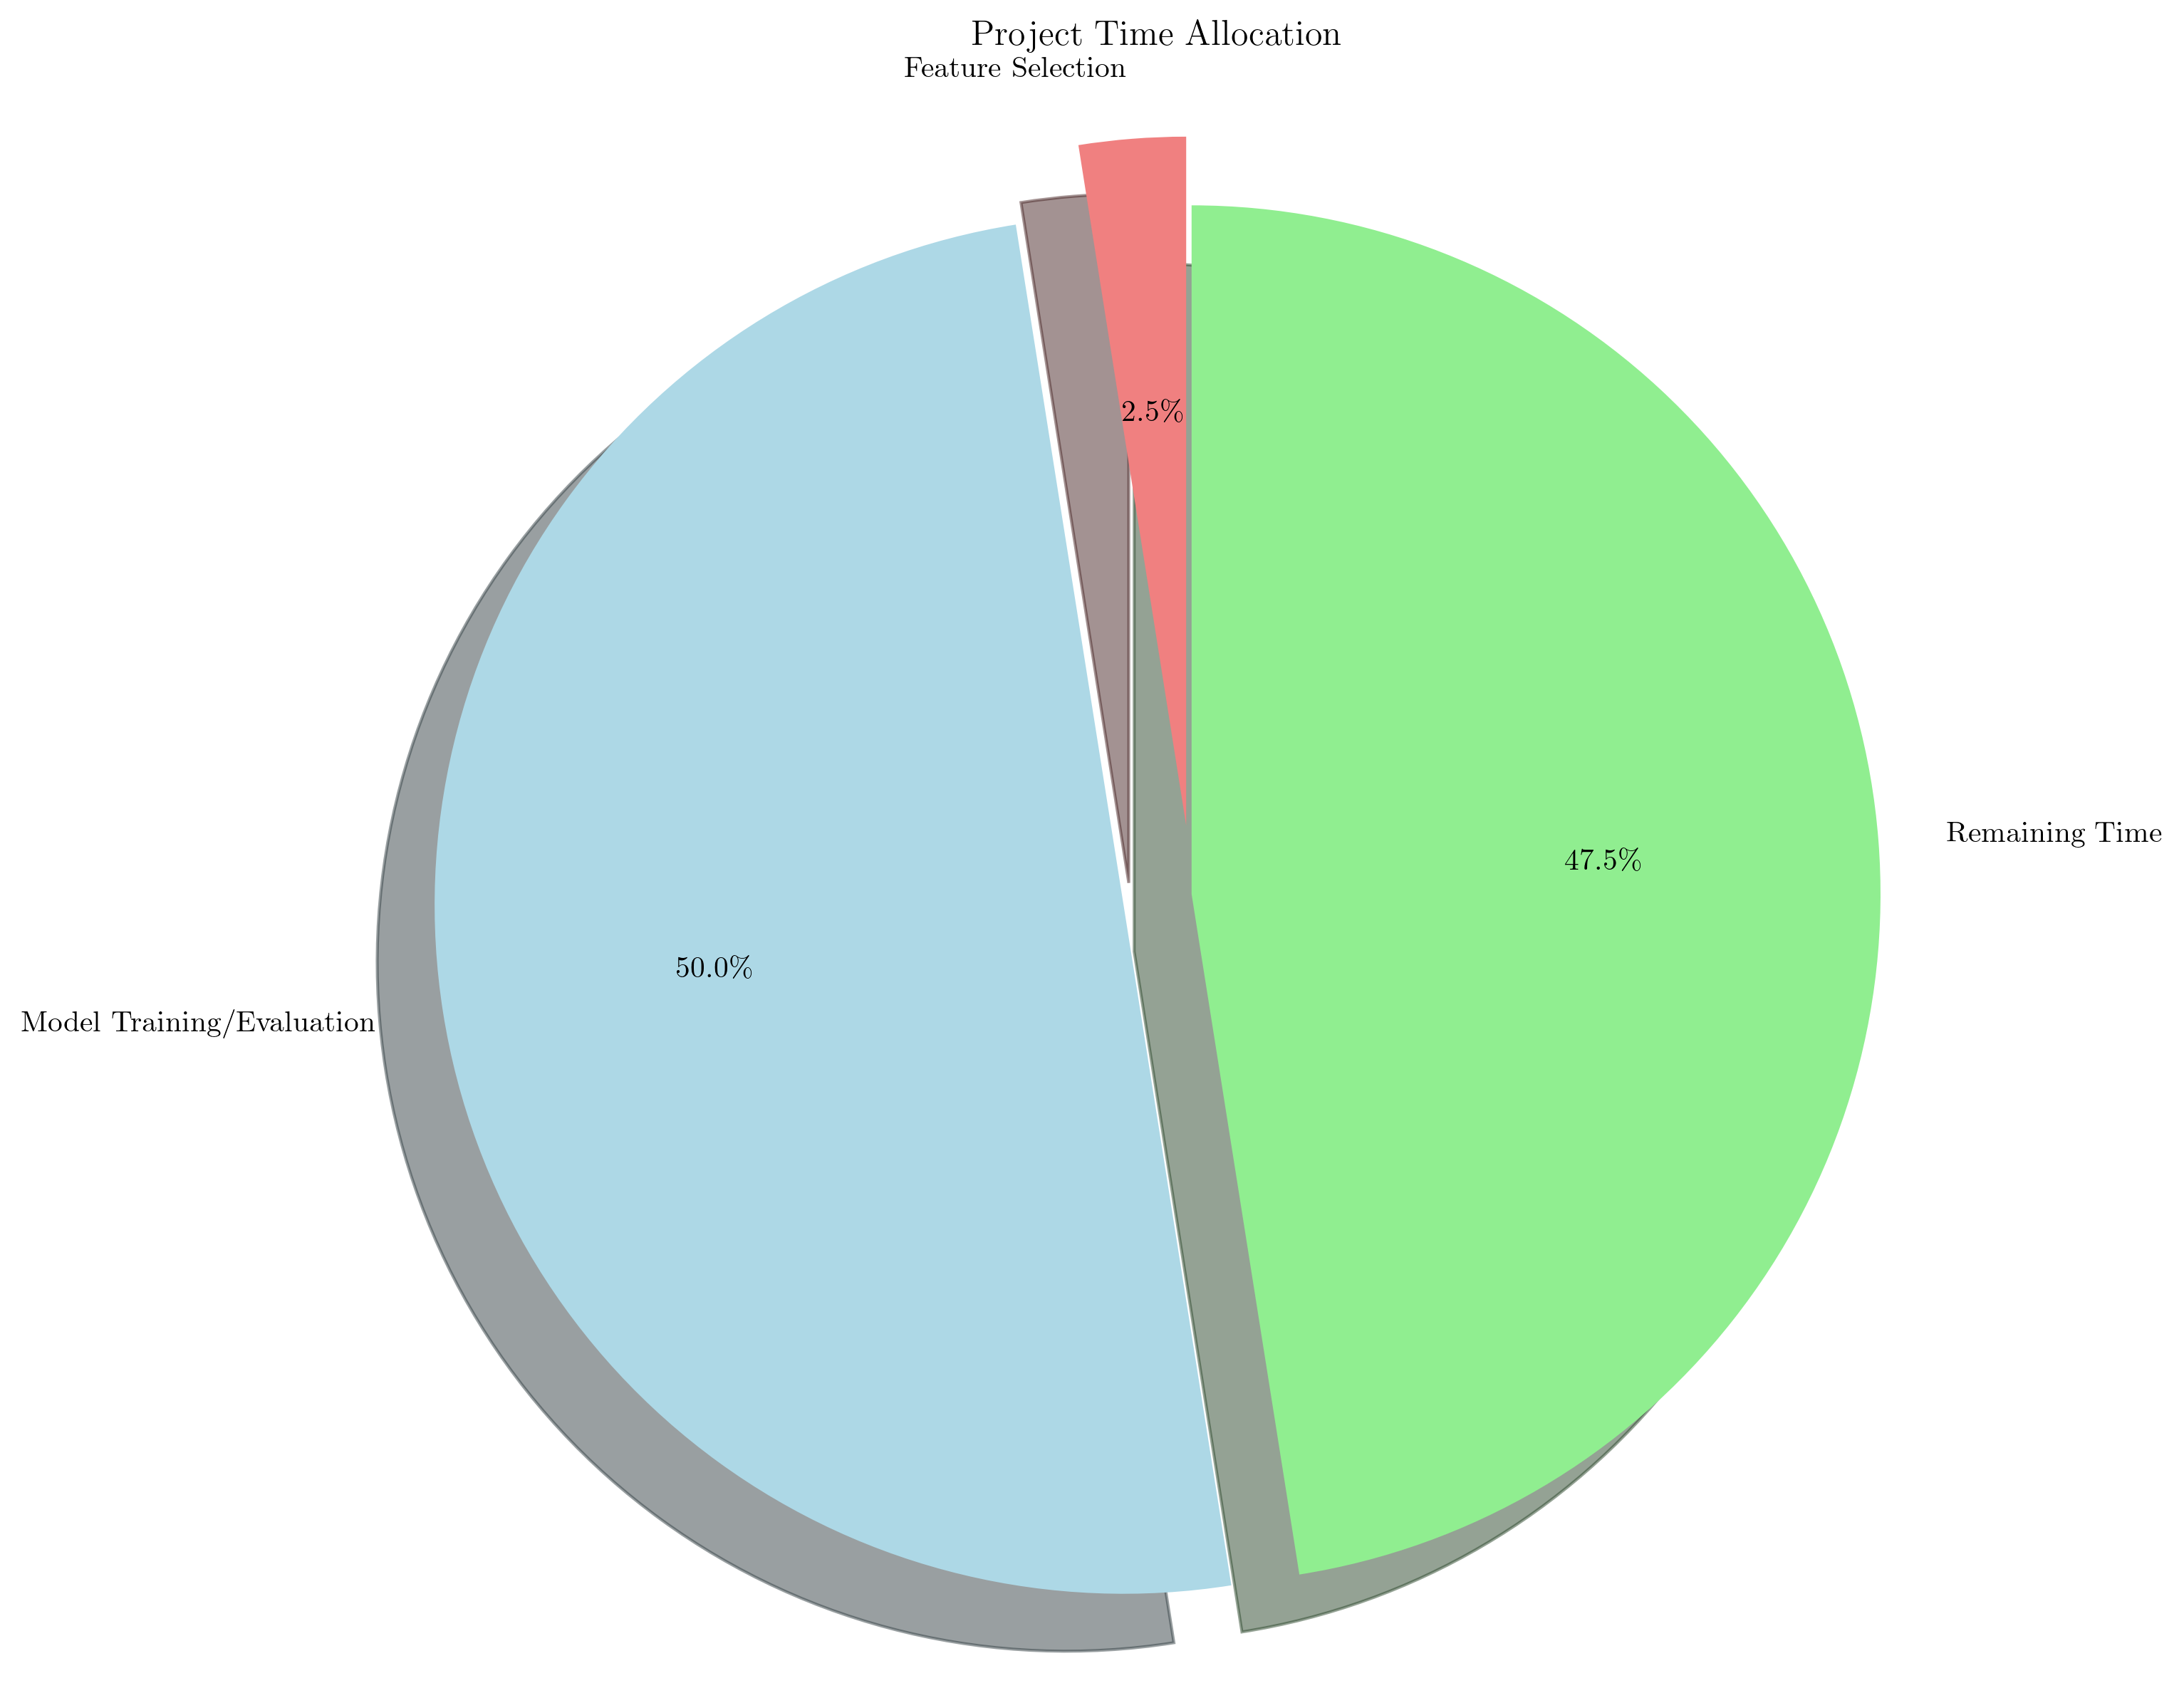 Project Time Allocation
Feature Selection
2.5%
Remaining Time
47.5%
50.0%
Model Training/Evaluation